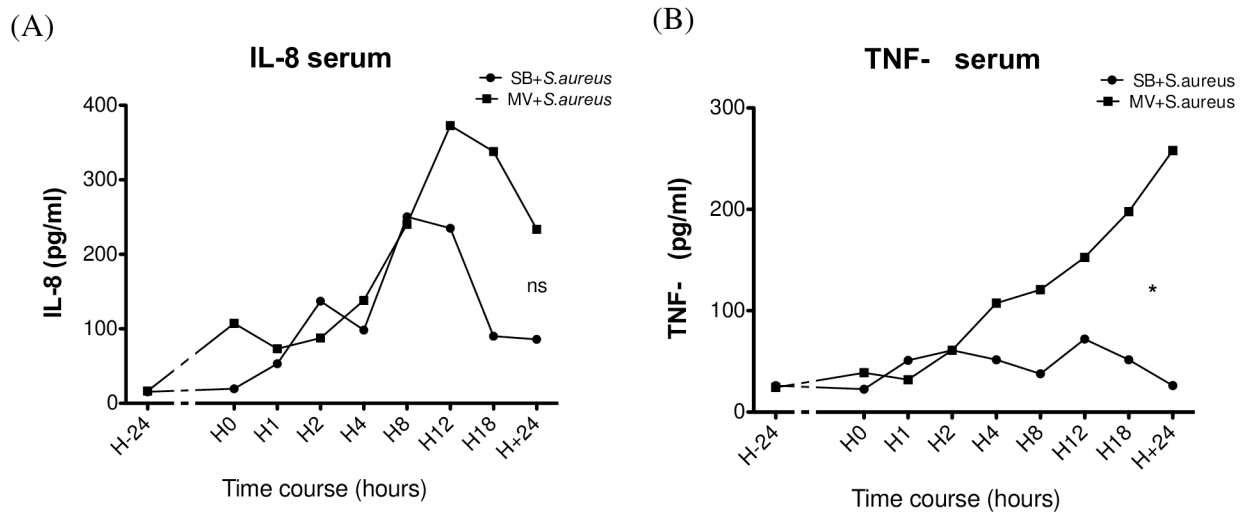 (A)
IL-8 serum
SB+S.aureus
MV+S.aureus
400
300
200
100
0
IL-8 (pg/ml)
ns
H-24
H0
H1
H2
H4
H8
H12
H18
H+24
Time course (hours)
(B)
TNF- serum
SB+S.aureus
MV+S.aureus
300
200
100
0
TNF- (pg/ml)
*
H-24
H0
H1
H2
H4
H8
H12
H18
H+24
Time course (hours)